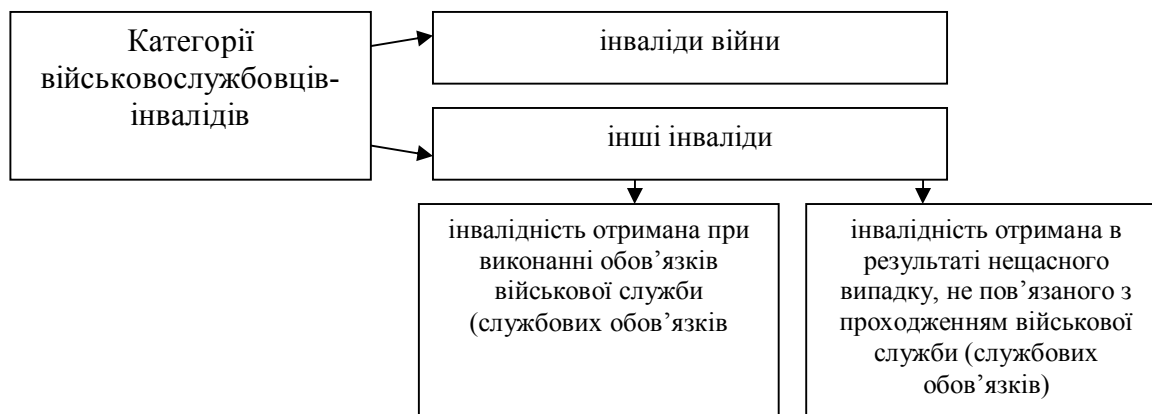 Категорії
військовослужбовців-
інвалідів
інваліди війни
інші інваліди
інвалідність отримана при
виконанні обов’язків
військової служби
(службових обов’язків
інвалідність отримана в
результаті нещасного
випадку, не пов’язаного з
проходженням військової
служби (службових
обов’язків)